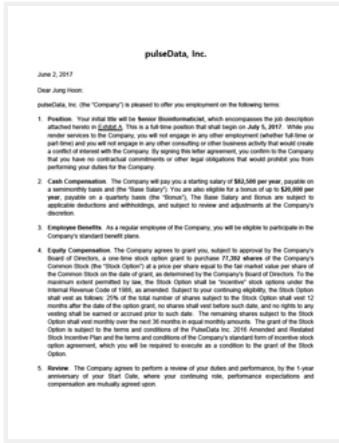 pulseData, Inc.
June 2, 2017
Dear Jung Hoon:
pulseData, Inc. (the "Company") is pleased to offer you employment on the following terms:
1. Position. Your initial title will be Senior Bioinformaticist, which encompasses the job description
attached hereto in Exhibit A. This is a full-time position that shall begin on July 5, 2017. While you
render services to the Company, you will not engage in any other employment (whether full-time or
part-time) and you will not engage in any other consulting or other business activity that would create
a conflict of interest with the Company. By signing this letter agreement, you confirm to the Company
that you have no contractual commitments or other legal obligations that would prohibit you from
performing your duties for the Company.
2. Cash Compensation. The Company will pay you a starting salary of $82,500 per year, payable on
a semimonthly basis and (the "Base Salary"). You are also eligible for a bonus of up to $20,000 per
year, payable on a quarterly basis (the "Bonus"), The Base Salary and Bonus are subject to
applicable deductions and withholdings, and subject to review and adjustments at the Company's
discretion.
3. Employee Benefits. As a regular employee of the Company, you will be eligible to participate in the
Company's standard benefit plans.
4. Equity Compensation. The Company agrees to grant you, subject to approval by the Company's
Board of Directors, a one-time stock option grant to purchase 77,392 shares of the Company's
Common Stock (the "Stock Option") at a price per share equal to the fair market value per share of
the Common Stock on the date of grant, as determined by the Company's Board of Directors. To the
maximum extent permitted by law, the Stock Option shall be "incentive" stock options under the
Internal Revenue Code of 1986, as amended. Subject to your continuing eligibility, the Stock Option
shall vest as follows: 25% of the total number of shares subject to the Stock Option shall vest 12
months after the date of the option grant, no shares shall vest before such date, and no rights to any
vesting shall be earned or accrued prior to such date. The remaining shares subject to the Stock
Option shall vest monthly over the next 36 months in equal monthly amounts. The grant of the Stock
Option is subject to the terms and conditions of the PulseData Inc. 2016 Amended and Restated
Stock Incentive Plan and the terms and conditions of the Company's standard form of incentive stock
option agreement, which you will be required to execute as a condition to the grant of the Stock
Option.
5. Review. The Company agrees to perform a review of your duties and performance, by the 1-year
anniversary of your Start Date, where your continuing role, performance expectations and
compensation are mutually agreed upon.